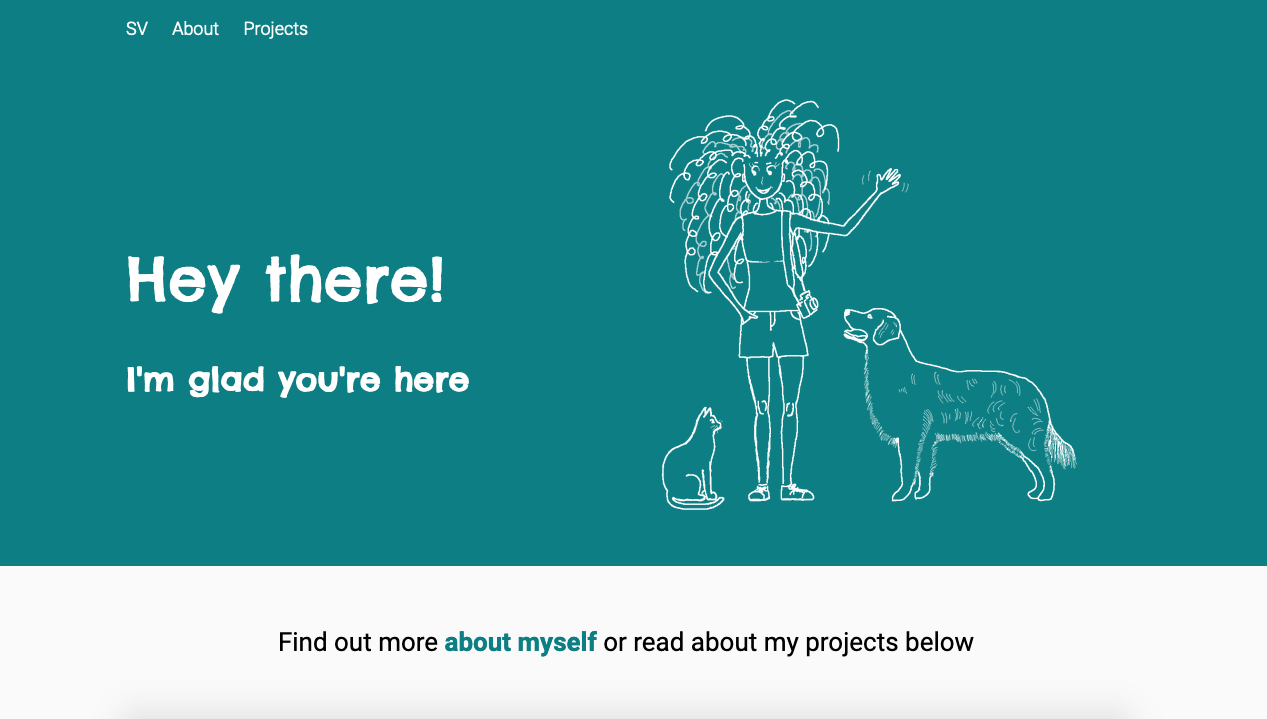 SV About Projects
Hey there!
I'm glad you're here
Find out more about myself or read about my projects below